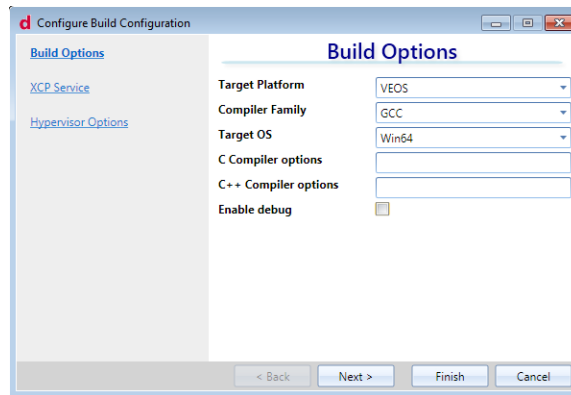 d Configure Build Configuration
Build Options
XCP Service
Hypervisor Options
Build Options
Target Platform VEOS
Compiler Family GCC
Target OS Win64
C Compiler options
C++ Compiler options
Enable debug
< Back Next > Finish Cancel